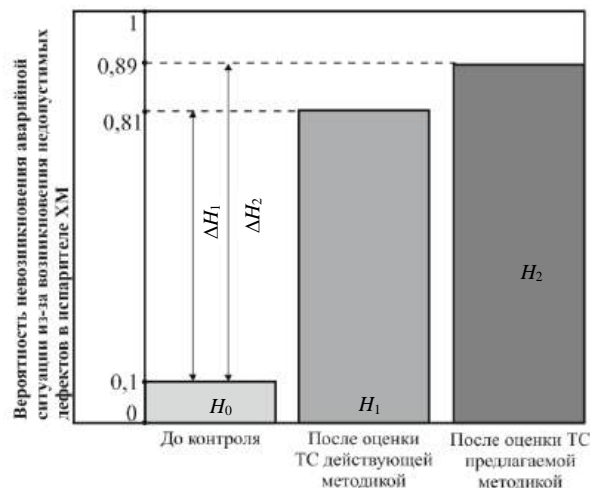 Вероятность невозникновения аварийной
ситуации из-за возникновения недопустимых
дефектов в испарителе ХМ
1
0,89
0,81
0,1
0
ΔH1
ΔH2
H0
H1
H2
До контроля
После оценки
ТС действующей
методикой
После оценки ТС
предлагаемой
методикой